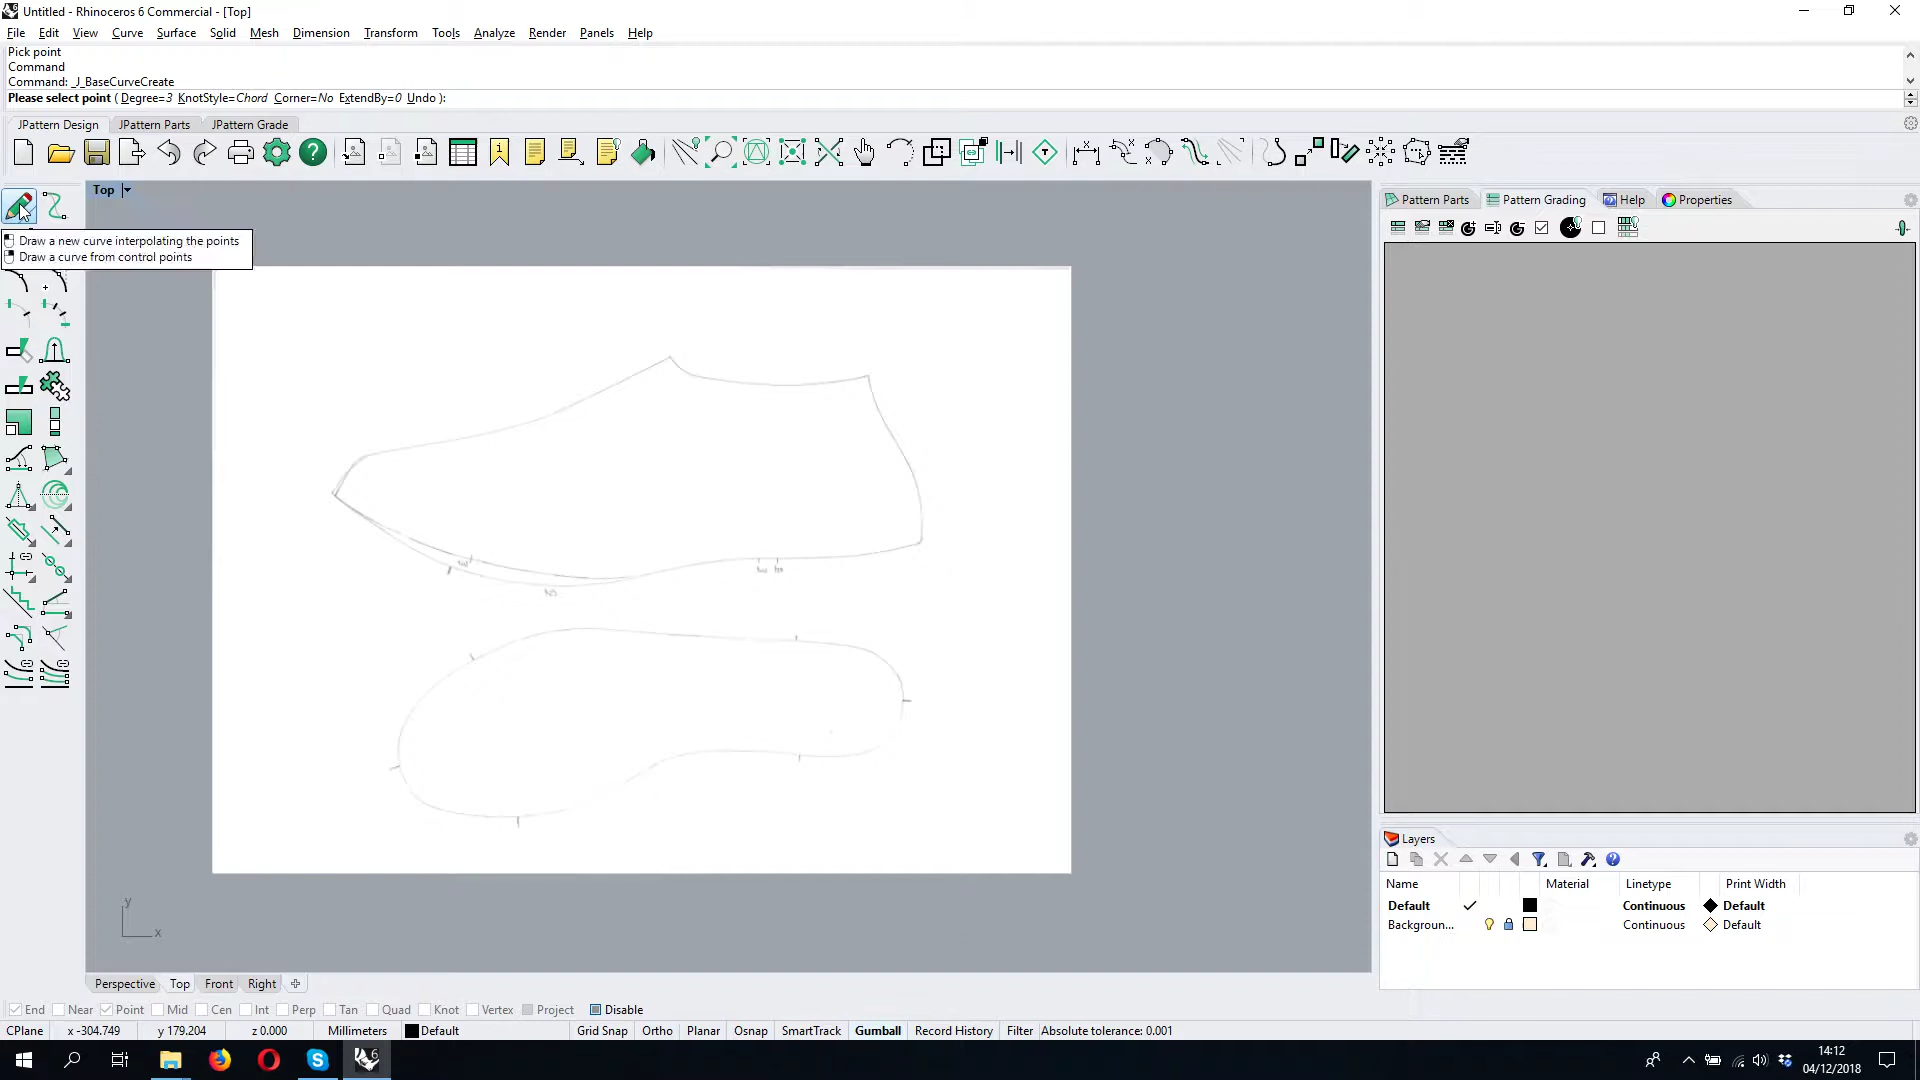 Untitled - Rhinoceros 6 Commercial - [Top]
File Edit View Curve Surface Solid Mesh Dimension Transform Tools Analyze Render Panels Help
Pick point
Command
Command: _J_BaseCurveCreate
Please select point ( Degree=3 KnotStyle=Chord Corner=No ExtendBy=0 Undo ):
JPattern Design JPattern Parts JPattern Grade
Top
Draw a new curve interpolating the points
Draw a curve from control points
Pattern Parts Pattern Grading Help Properties
Layers
Name Material Linetype Print Width
Default Continuous Default
Backgroun... Continuous Default
y
x
Perspective Top Front Right
End Near Point Mid Cen Int Perp Tan Quad Knot Vertex Project Disable
CPlane x -304.749 y 179.204 z 0.000 Millimeters Default Grid Snap Ortho Planar Osnap SmartTrack Gumball Record History Filter Absolute tolerance: 0.001
14:12
04/12/2018